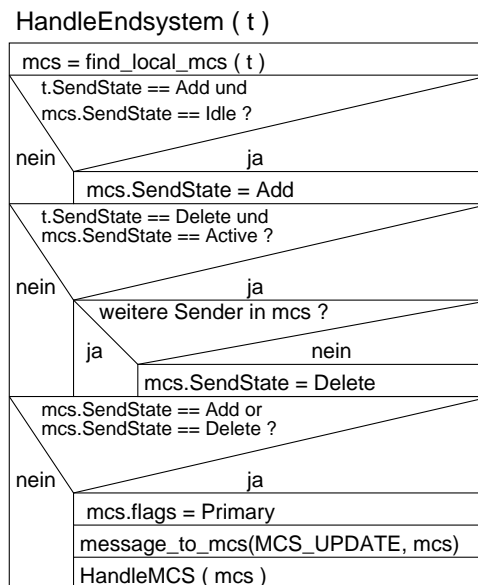 HandleEndsystem ( t )
mcs = find_local_mcs ( t )
t.SendState == Add und
mcs.SendState == Idle ?
nein
ja
mcs.SendState = Add
t.SendState == Delete und
mcs.SendState == Active ?
nein
ja
weitere Sender in mcs ?
ja
nein
mcs.SendState = Delete
mcs.SendState == Add or
mcs.SendState == Delete ?
nein
ja
mcs.flags = Primary
message_to_mcs(MCS_UPDATE, mcs)
HandleMCS ( mcs )